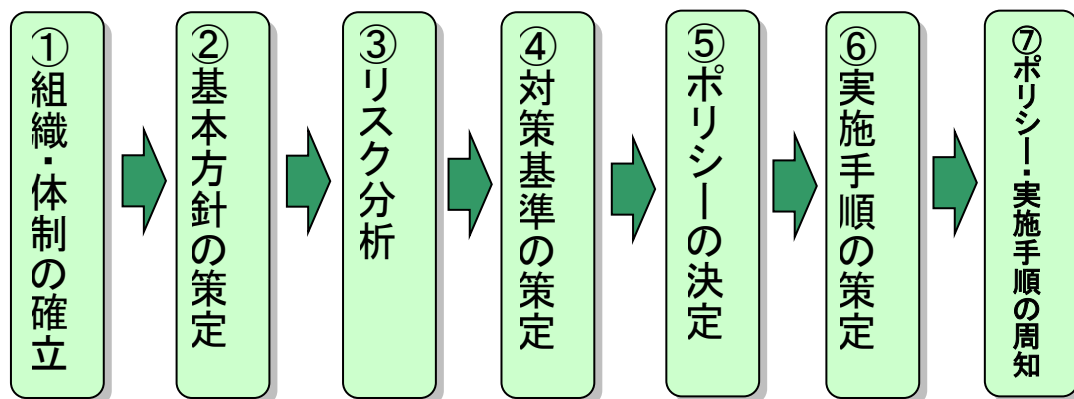 ①組織・体制の確立
②基本方針の策定
③リスク分析
④対策基準の策定
⑤ポリシーの決定
⑥実施手順の策定
⑦ポリシー・実施手順の周知